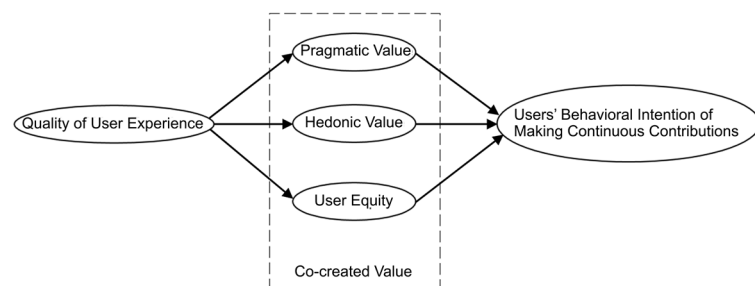 Pragmatic Value
Quality of User Experience
Hedonic Value
Users’ Behavioral Intention of
Making Continuous Contributions
User Equity
Co-created Value